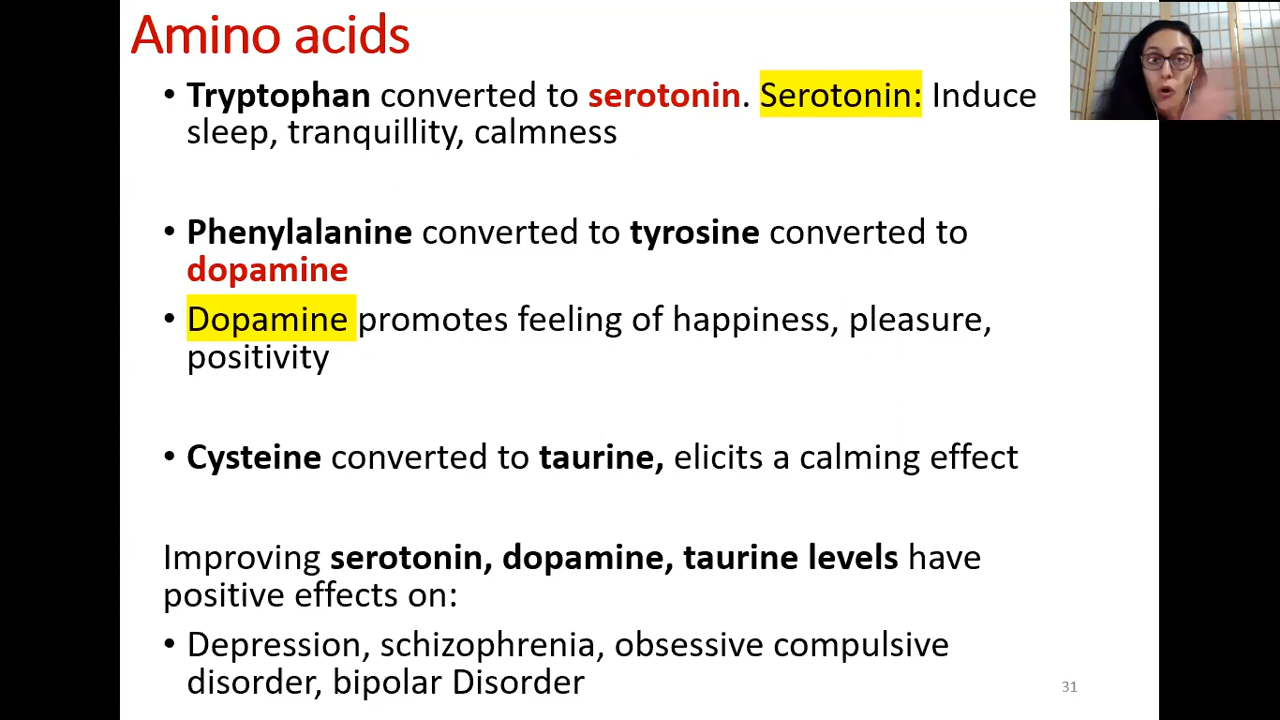 Amino acids
• Tryptophan converted to serotonin. Serotonin: Induce
sleep, tranquillity, calmness
• Phenylalanine converted to tyrosine converted to
dopamine
• Dopamine promotes feeling of happiness, pleasure,
positivity
• Cysteine converted to taurine, elicits a calming effect
Improving serotonin, dopamine, taurine levels have
positive effects on:
• Depression, schizophrenia, obsessive compulsive
disorder, bipolar Disorder
31